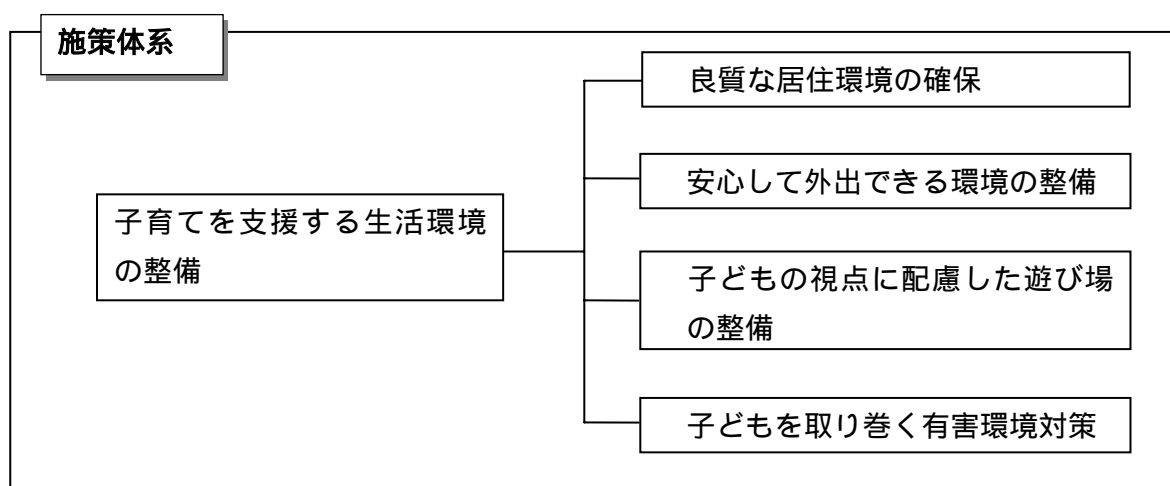 施策体系
良質な居住環境の確保
安心して外出できる環境の整備
子育てを支援する生活環境
の整備
子どもの視点に配慮した遊び場
の整備
子どもを取り巻く有害環境対策